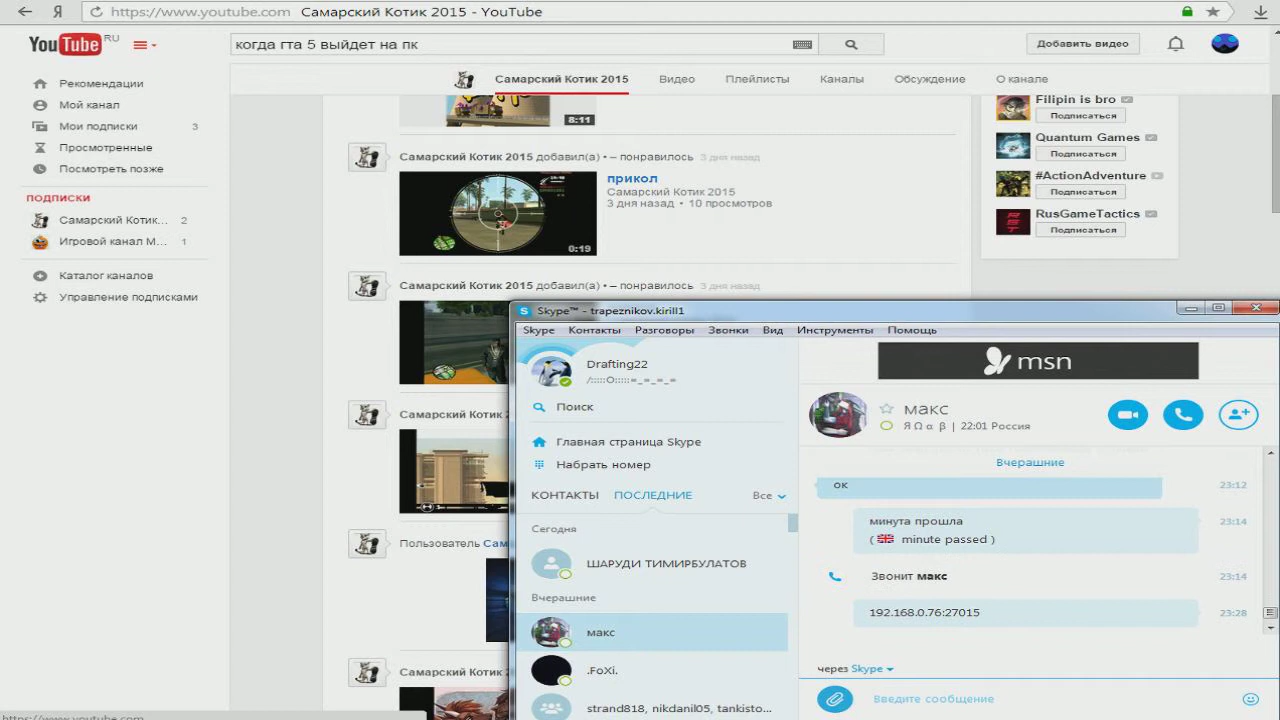 https://www.youtube.com Самарский Котик 2015 - YouTube
YouTube RU
когда гта 5 выйдет на пк
Добавить видео
Самарский Котик 2015 Видео Плейлисты Каналы Обсуждение О канале
Рекомендации
Мой канал
Мои подписки 3
Просмотренные
Посмотреть позже
ПОДПИСКИ
Самарский Котик... 2
Игровой канал М... 1
Каталог каналов
Управление подписками
8:11
Самарский Котик 2015 добавил(а) • – понравилось 3 дня назад
прикол
Самарский Котик 2015
3 дня назад • 10 просмотров
0:19
Самарский Котик 2015 добавил(а) • – понравилось 3 дня назад
Самарский Котик 2
Пользователь Сам
Самарский Котик 2
Filipin is bro
Подписаться
Quantum Games
Подписаться
#ActionAdventure
Подписаться
RusGameTactics
Подписаться
Skype™ - trapeznikov.kirill1
Skype Контакты Разговоры Звонки Вид Инструменты Помощь
Drafting22
/:::::O:::::=_=_=_=
Поиск
Главная страница Skype
Набрать номер
КОНТАКТЫ ПОСЛЕДНИЕ Все
Сегодня
ШАРУДИ ТИМИРБУЛАТОВ
Вчерашние
макс
.FoXi.
strand818, nikdanil05, tankisto...
msn
макс
Я Ω α β | 22:01 Россия
Вчерашние
ок 23:12
минута прошла 23:14
( minute passed )
Звонит макс 23:14
192.168.0.76:27015 23:28
через Skype
Введите сообщение
https://www.youtube.com